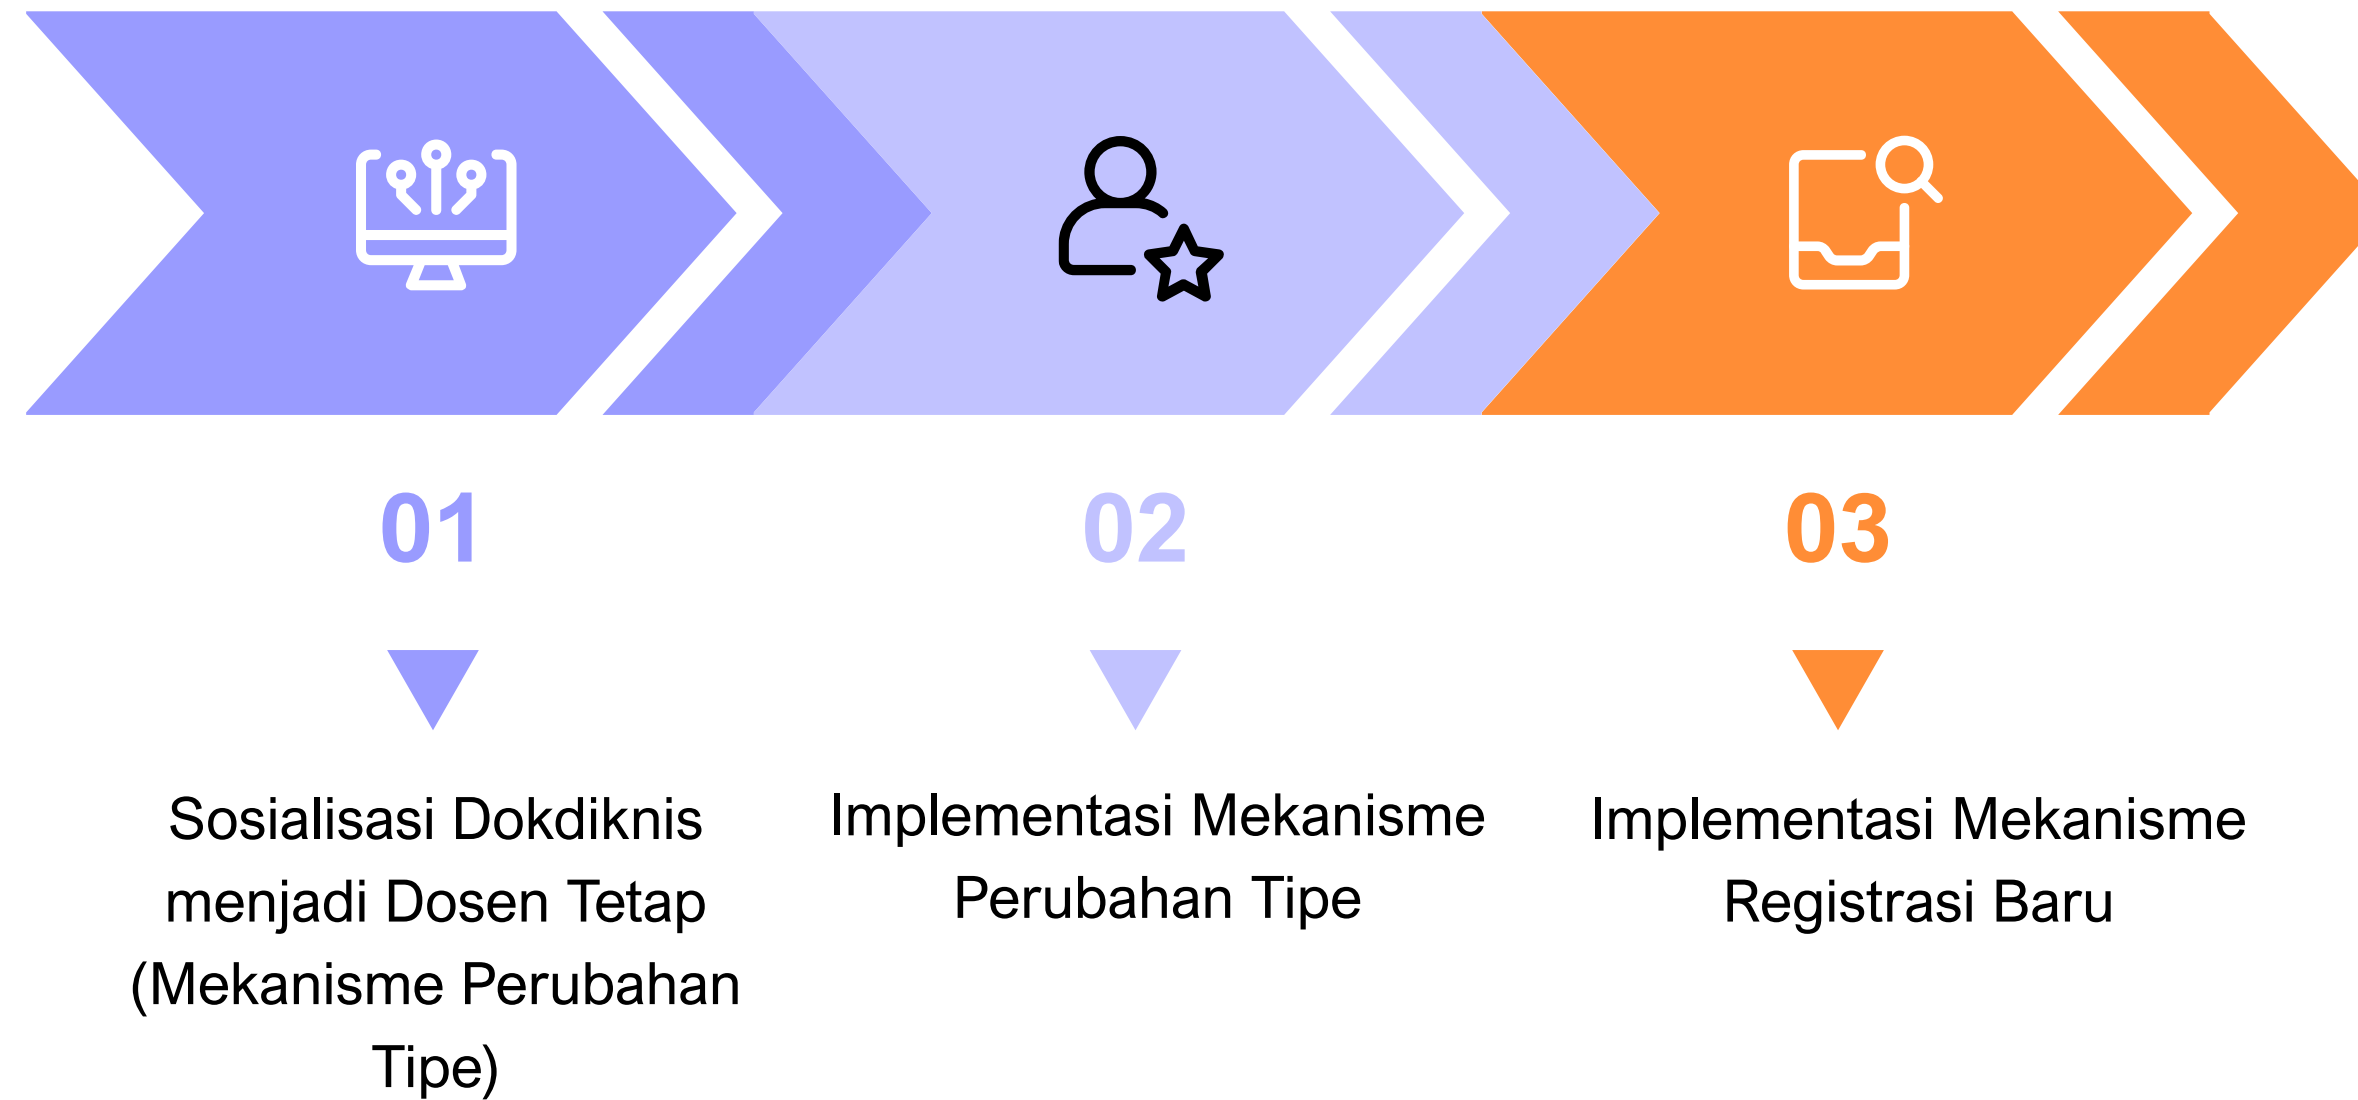 01
02
03
Sosialisasi Dokdiknis
menjadi Dosen Tetap
(Mekanisme Perubahan
Tipe)
Implementasi Mekanisme
Perubahan Tipe
Implementasi Mekanisme
Registrasi Baru